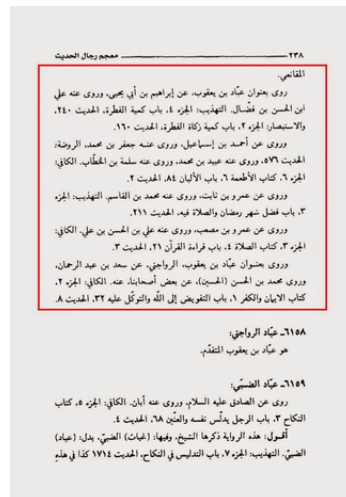 ٢٣٨ معجم رجال الحديث
المقانعي.
روى بعنوان عبّاد بن يعقوب، عن إبراهيم بن أبي يحيى، وروى عنه علي
ابن الحسن بن فضّال. التهذيب: الجزء ٤، باب كمية الفطرة، الحديث ٢٤٠،
والاستبصار: الجزء ٢، باب كمية زكاة الفطرة، الحديث ١٦٠.
روى عن أحمد بن إسماعيل، وروى عنه جعفر بن محمد. الروضة:
الحديث ٥٧٦، وروى عنه عبيد بن محمد، وروى عنه سلمة بن الخطّاب. الكافي:
الجزء ٦، كتاب الأطعمة ٦، باب الألبان ٨٤، الحديث ٢.
وروى عن عمرو بن ثابت، وروى عنه محمد بن القاسم. التهذيب: الجزء
٣، باب فضل شهر رمضان والصلاة فيه، الحديث ٢١١.
وروى عن عمرو بن مصعب، وروى عنه علي بن الحسن بن علي. الكافي:
الجزء ٢، كتاب الصلاة ٤، باب قراءة القرآن ٢١، الحديث ٣.
وروى بعنوان عبّاد بن يعقوب، الرواجني، عن سعد بن عبد الرحمان،
وروى محمد بن الحسن (الحسين)، عن بعض أصحابنا، عنه. الكافي: الجزء ٢،
كتاب الايمان والكفر ١، باب التفويض إلى الله والتوكّل عليه ٣٢، الحديث ٨.
٦١٥٨ـ عبّاد الرواجني:
هو عبّاد بن يعقوب المتقدّم.
٦١٥٩ـ عبّاد الضبّي:
روى عن الصادق عليه السلام، وروى عنه أبان. الكافي: الجزء ٥، كتاب
النكاح ٣، باب الرجل يدلّس نفسه والعنّين ٦٨، الحديث ٤.
أقـول: هذه الرواية ذكرها الشيخ، وفيها: (غياث) الضبّي، بدل: (عباد)
الضبّي. التهذيب: الجزء ٧، باب التدليس في النكاح، الحديث ١٧١٤ كذا في هذه